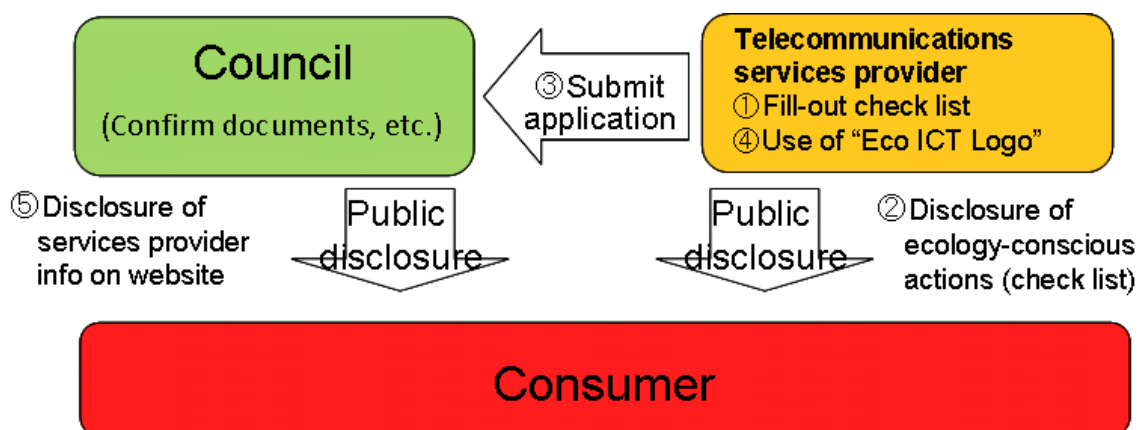 Council
(Confirm documents, etc.)
③Submit
application
Telecommunications
services provider
①Fill-out check list
④Use of “Eco ICT Logo”
⑤Disclosure of
services provider
info on website
Public
disclosure
Public
disclosure
②Disclosure of
ecology-conscious
actions (check list)
Consumer